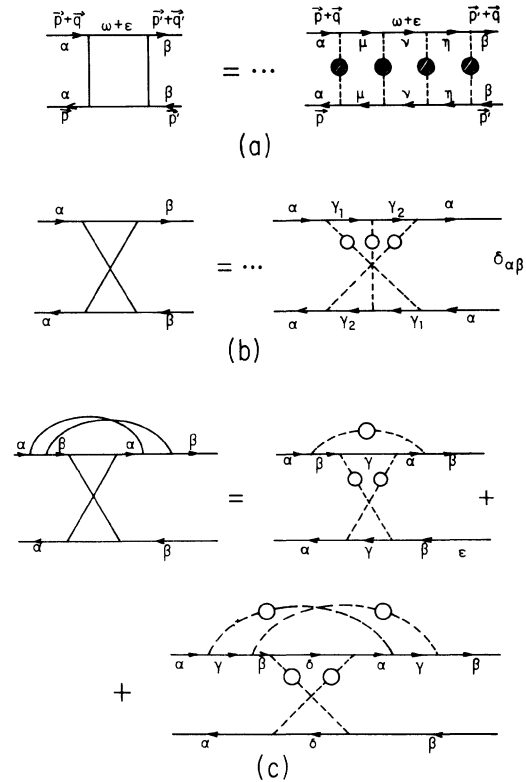 p⃗+q⃗ ω+ε p⃗'+q⃗' p⃗+q⃗ ω+ε p⃗'+q⃗'
α β α μ ν η β
= ...
α β α μ ν η β
p⃗ p⃗' p⃗ p⃗'
(a)
α β α γ₁ γ₂ α
= ... δαβ
α β α γ₂ γ₁ α
(b)
α β α β α β γ α β
= +
α β α γ β ε
+
α γ β δ α γ β
α δ β
(c)